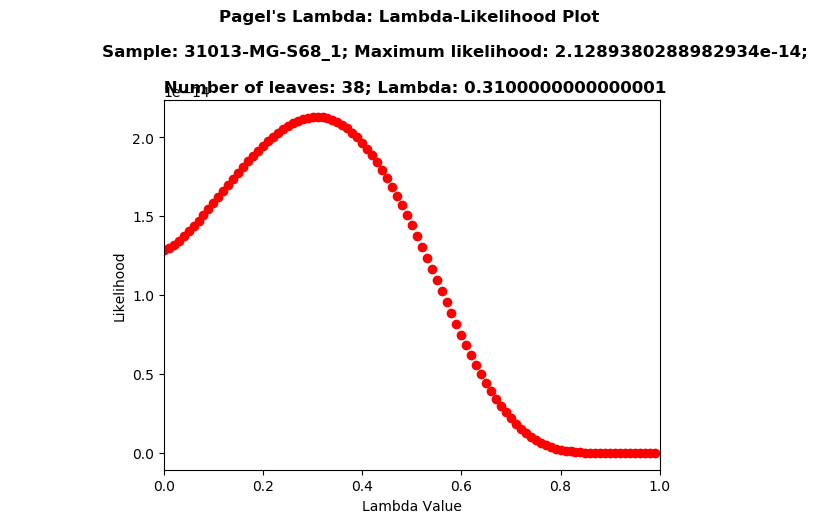 Pagel's Lambda: Lambda-Likelihood Plot
Sample: 31013-MG-S68_1; Maximum likelihood: 2.1289380288982934e-14;
Number of leaves: 38; Lambda: 0.3100000000000001
1e−14
2.0
1.5
1.0
0.5
0.0
Likelihood
0.0 0.2 0.4 0.6 0.8 1.0
Lambda Value